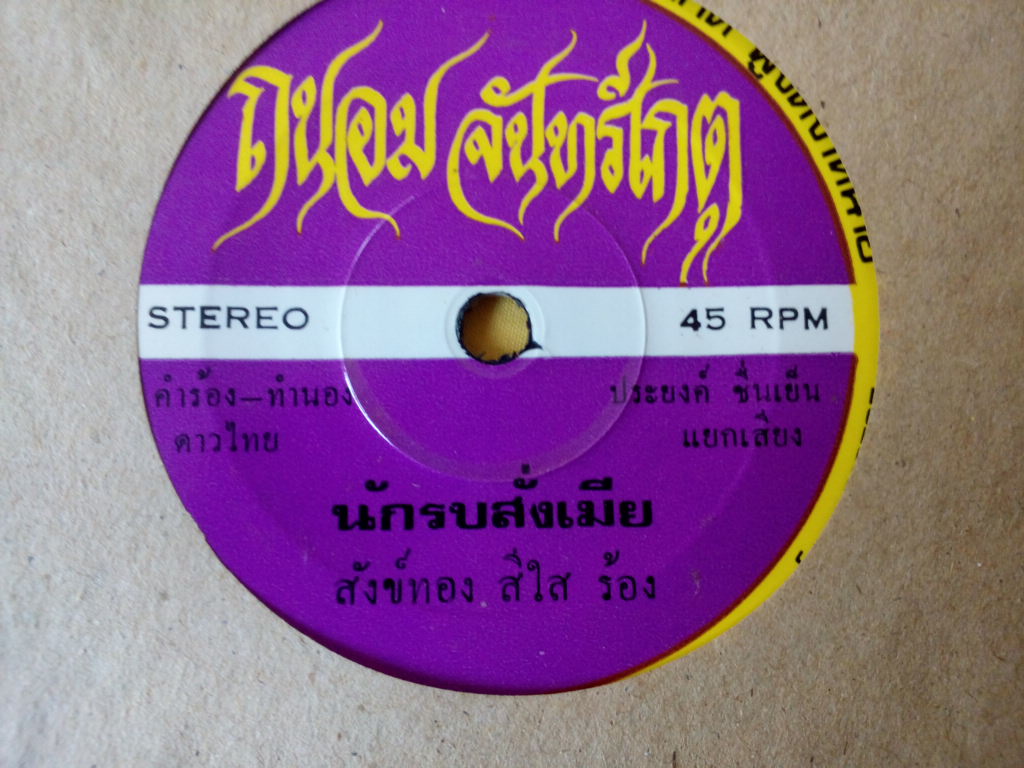 ถนอม จันทรีเกตุ
STEREO 45 RPM
คำร้อง—ทำนอง ประยงค์ ชื่นเย็น
ดาวไทย แยกเสียง
นักรบสั่งเมีย
สังข์ทอง สีใส ร้อง